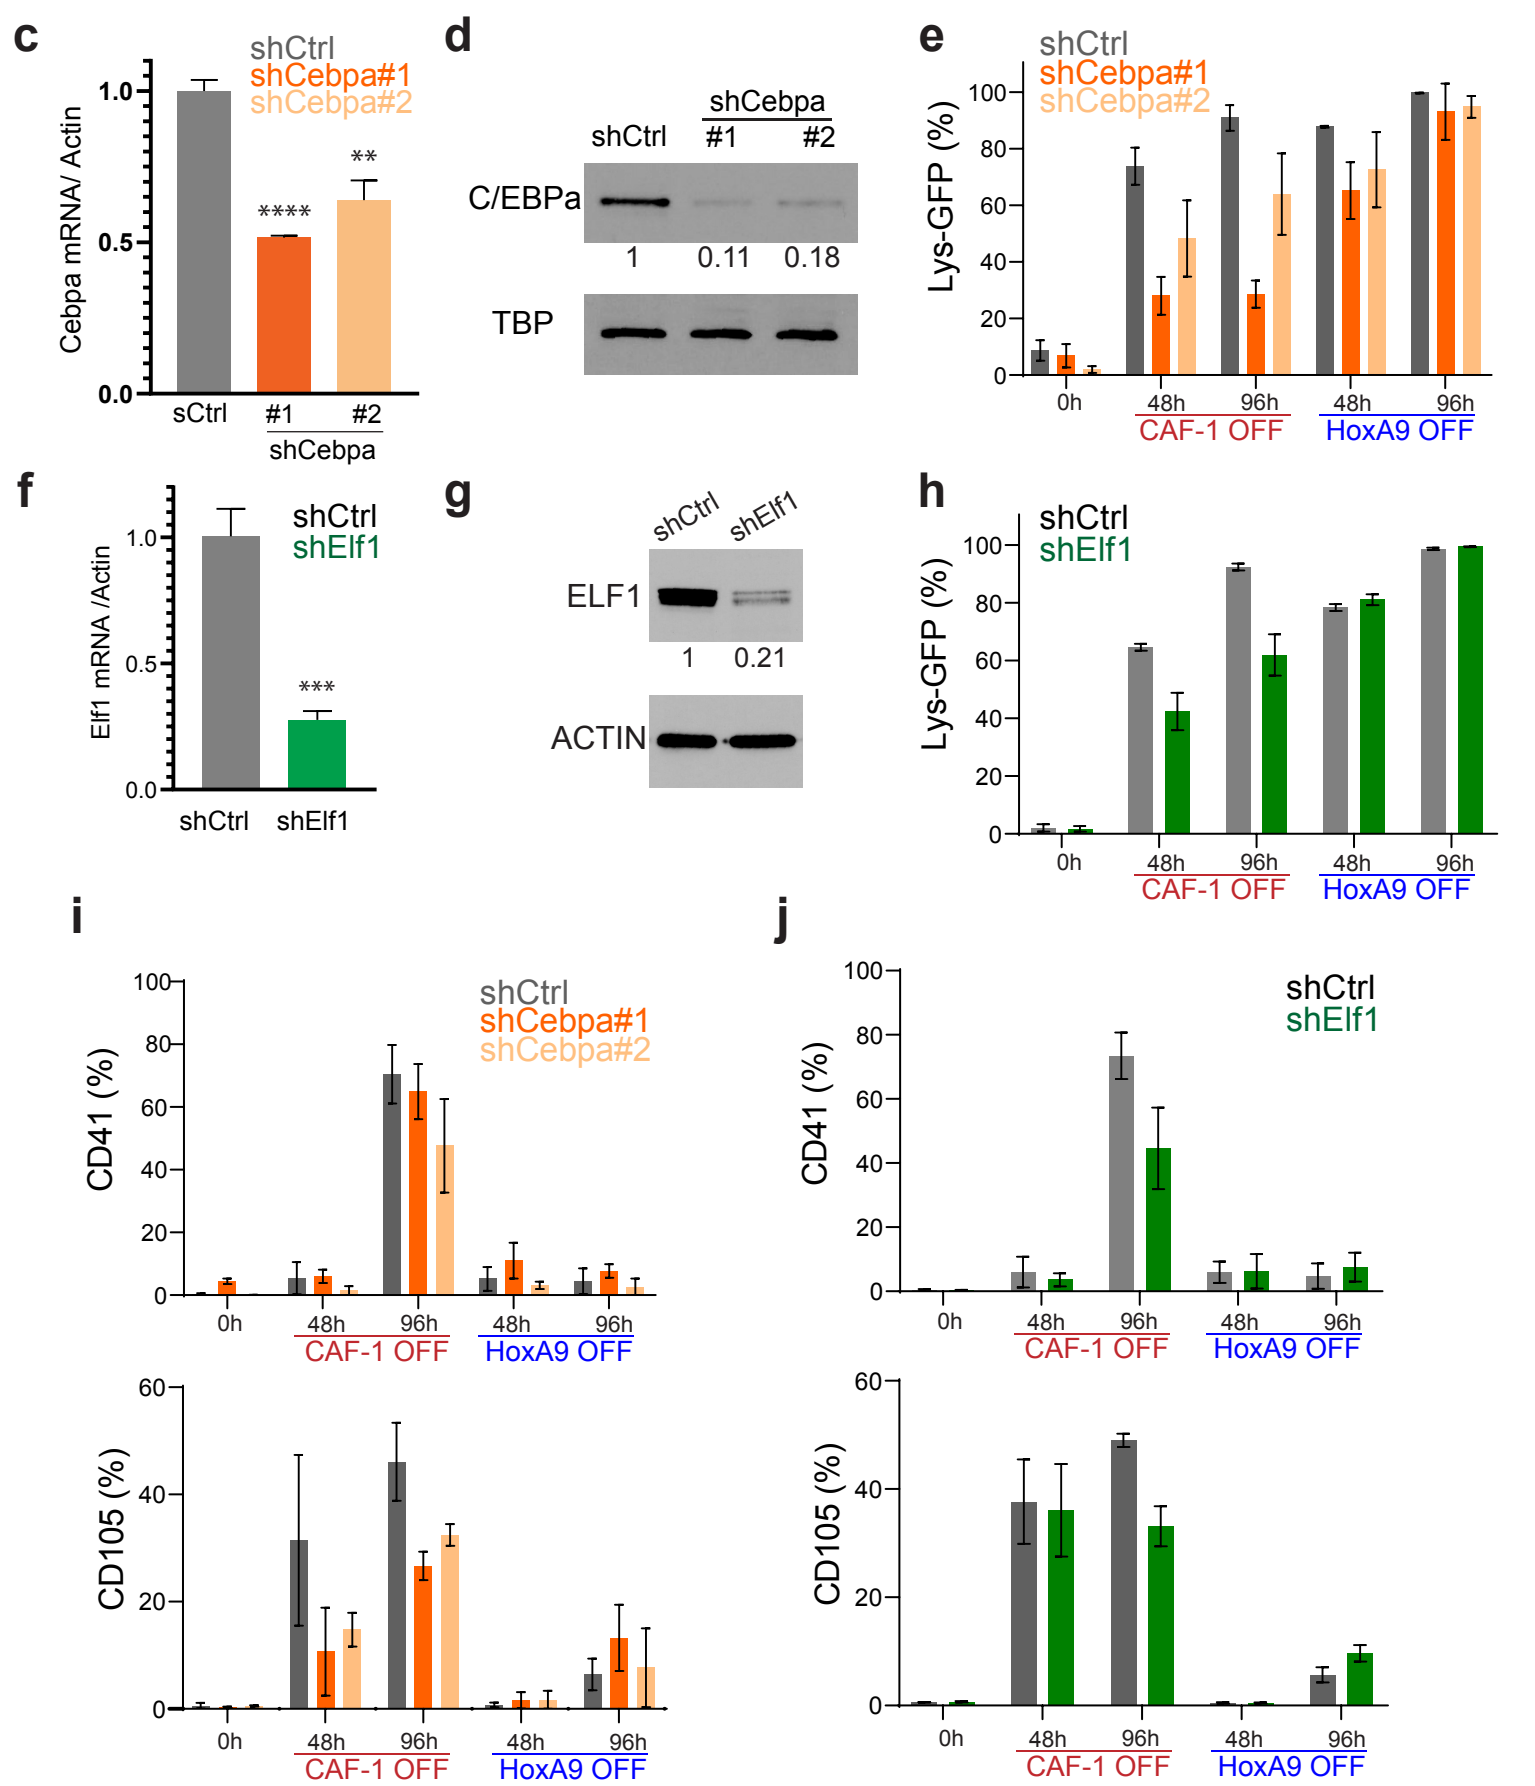 c
shCtrl
shCebpa#1
shCebpa#2
Cebpa mRNA/ Actin
1.0
0.5
0.0
****
**
sCtrl
#1
#2
shCebpa
d
shCebpa
shCtrl
#1
#2
C/EBPa
1
0.11
0.18
TBP
e
shCtrl
shCebpa#1
shCebpa#2
Lys-GFP (%)
100
80
60
40
20
0
0h
48h
96h
48h
96h
CAF-1 OFF
HoxA9 OFF
f
shCtrl
shElf1
Elf1 mRNA /Actin
1.0
0.5
0.0
***
shCtrl
shElf1
g
shCtrl
shElf1
ELF1
1
0.21
ACTIN
h
shCtrl
shElf1
Lys-GFP (%)
100
80
60
40
20
0
0h
48h
96h
48h
96h
CAF-1 OFF
HoxA9 OFF
i
shCtrl
shCebpa#1
shCebpa#2
CD41 (%)
100
80
60
40
20
0
0h
48h
96h
48h
96h
CAF-1 OFF
HoxA9 OFF
CD105 (%)
60
40
20
0
0h
48h
96h
48h
96h
CAF-1 OFF
HoxA9 OFF
j
shCtrl
shElf1
CD41 (%)
100
80
60
40
20
0
0h
48h
96h
48h
96h
CAF-1 OFF
HoxA9 OFF
CD105 (%)
60
40
20
0
0h
48h
96h
48h
96h
CAF-1 OFF
HoxA9 OFF